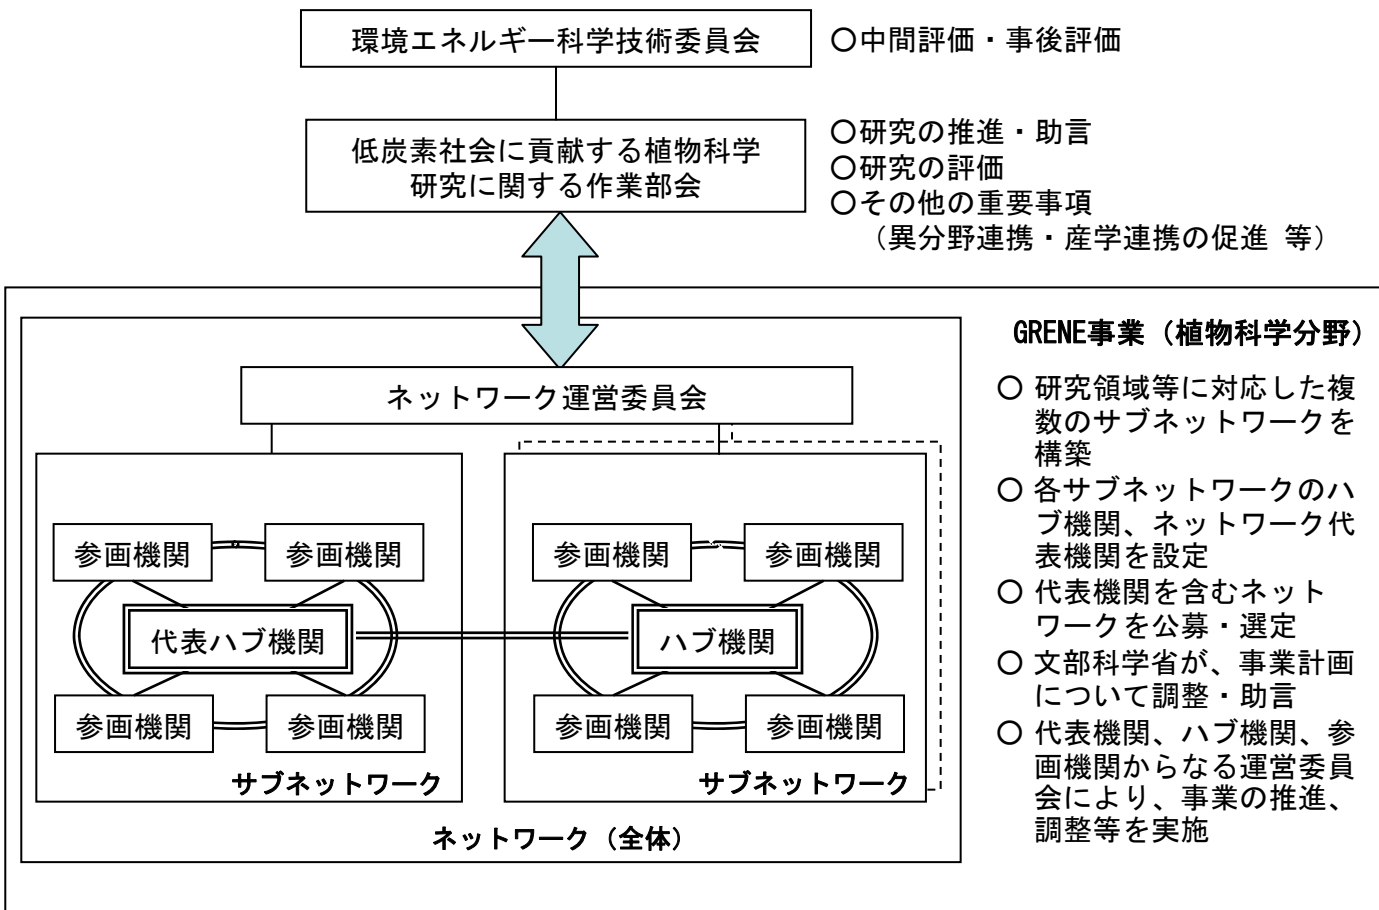 環境エネルギー科学技術委員会
○中間評価・事後評価
低炭素社会に貢献する植物科学
研究に関する作業部会
○研究の推進・助言
○研究の評価
○その他の重要事項
（異分野連携・産学連携の促進 等）
ネットワーク運営委員会
参画機関
参画機関
代表ハブ機関
参画機関
参画機関
サブネットワーク
参画機関
参画機関
ハブ機関
参画機関
参画機関
サブネットワーク
ネットワーク（全体）
GRENE事業（植物科学分野）
○ 研究領域等に対応した複
数のサブネットワークを
構築
○ 各サブネットワークのハ
ブ機関、ネットワーク代
表機関を設定
○ 代表機関を含むネット
ワークを公募・選定
○ 文部科学省が、事業計画
について調整・助言
○ 代表機関、ハブ機関、参
画機関からなる運営委員
会により、事業の推進、
調整等を実施